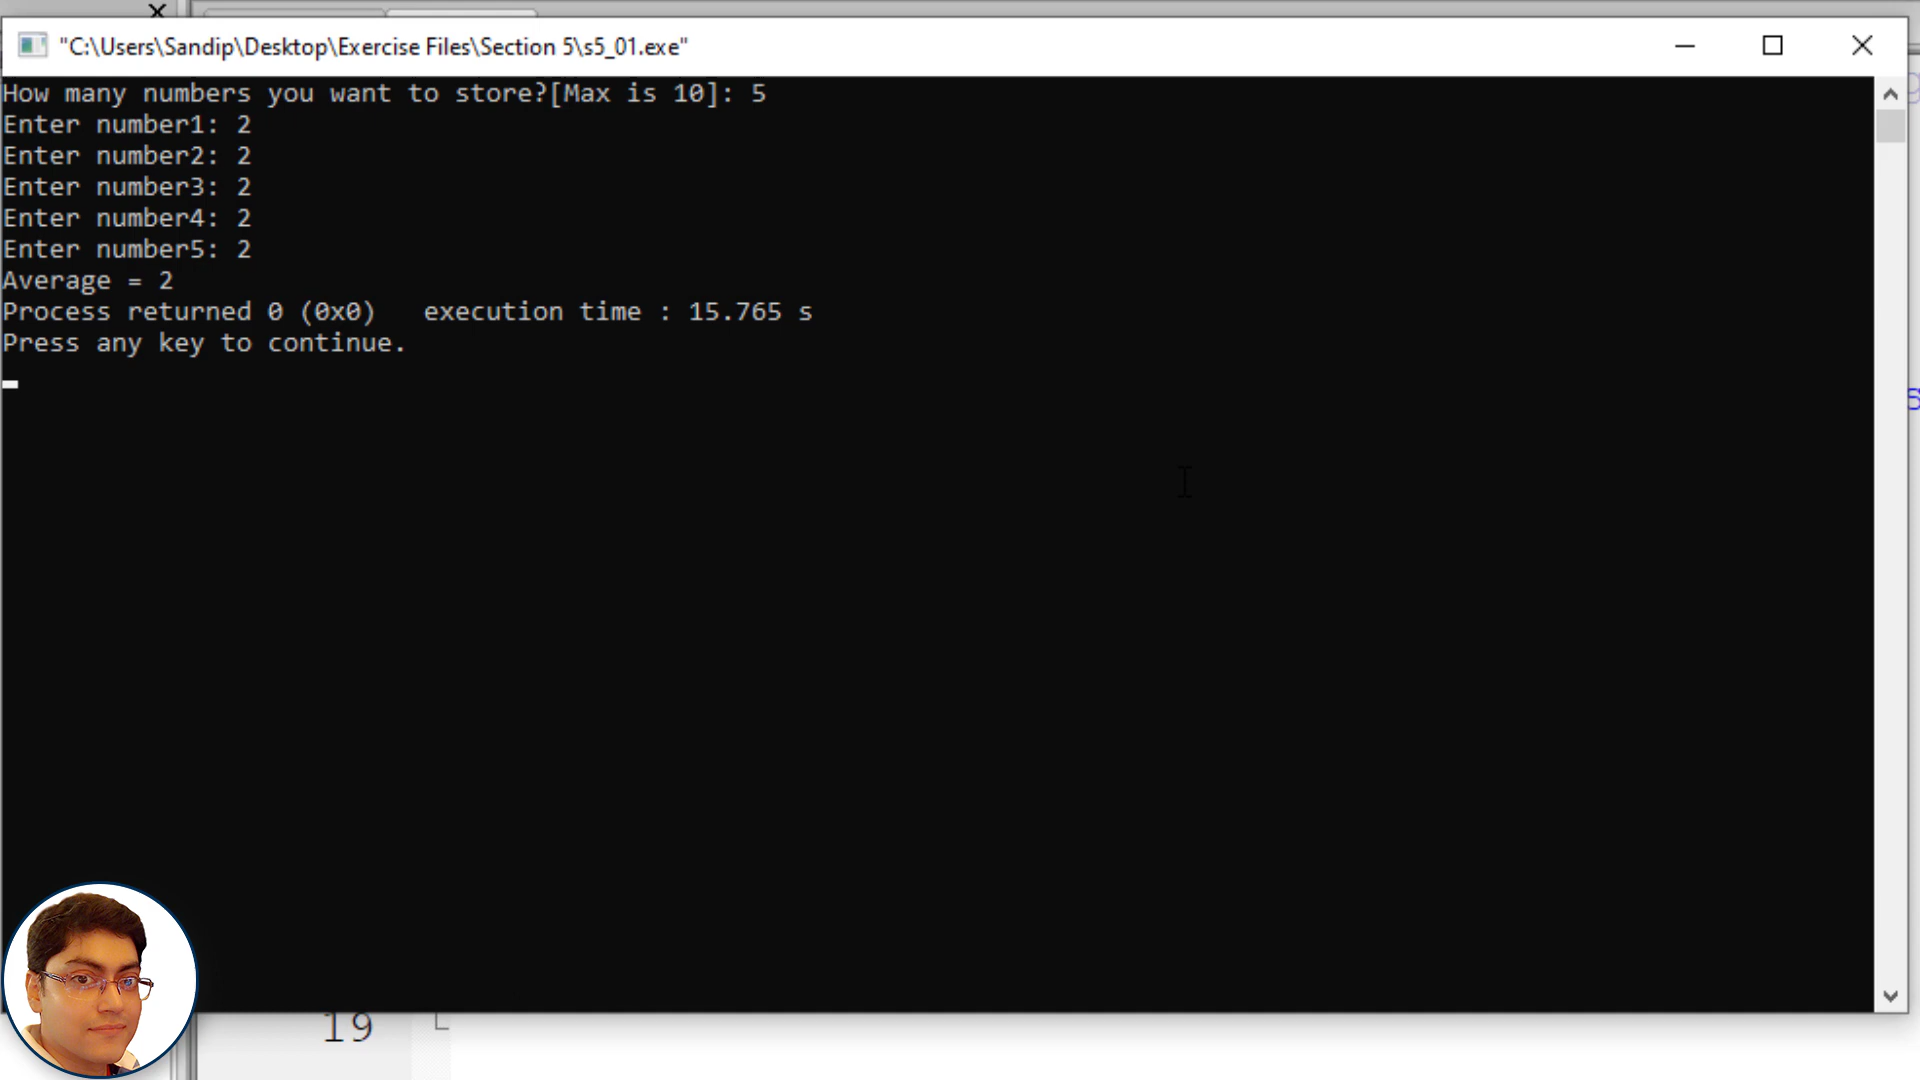 "C:\Users\Sandip\Desktop\Exercise Files\Section 5\s5_01.exe"
How many numbers you want to store?[Max is 10]: 5
Enter number1: 2
Enter number2: 2
Enter number3: 2
Enter number4: 2
Enter number5: 2
Average = 2
Process returned 0 (0x0)   execution time : 15.765 s
Press any key to continue.
19